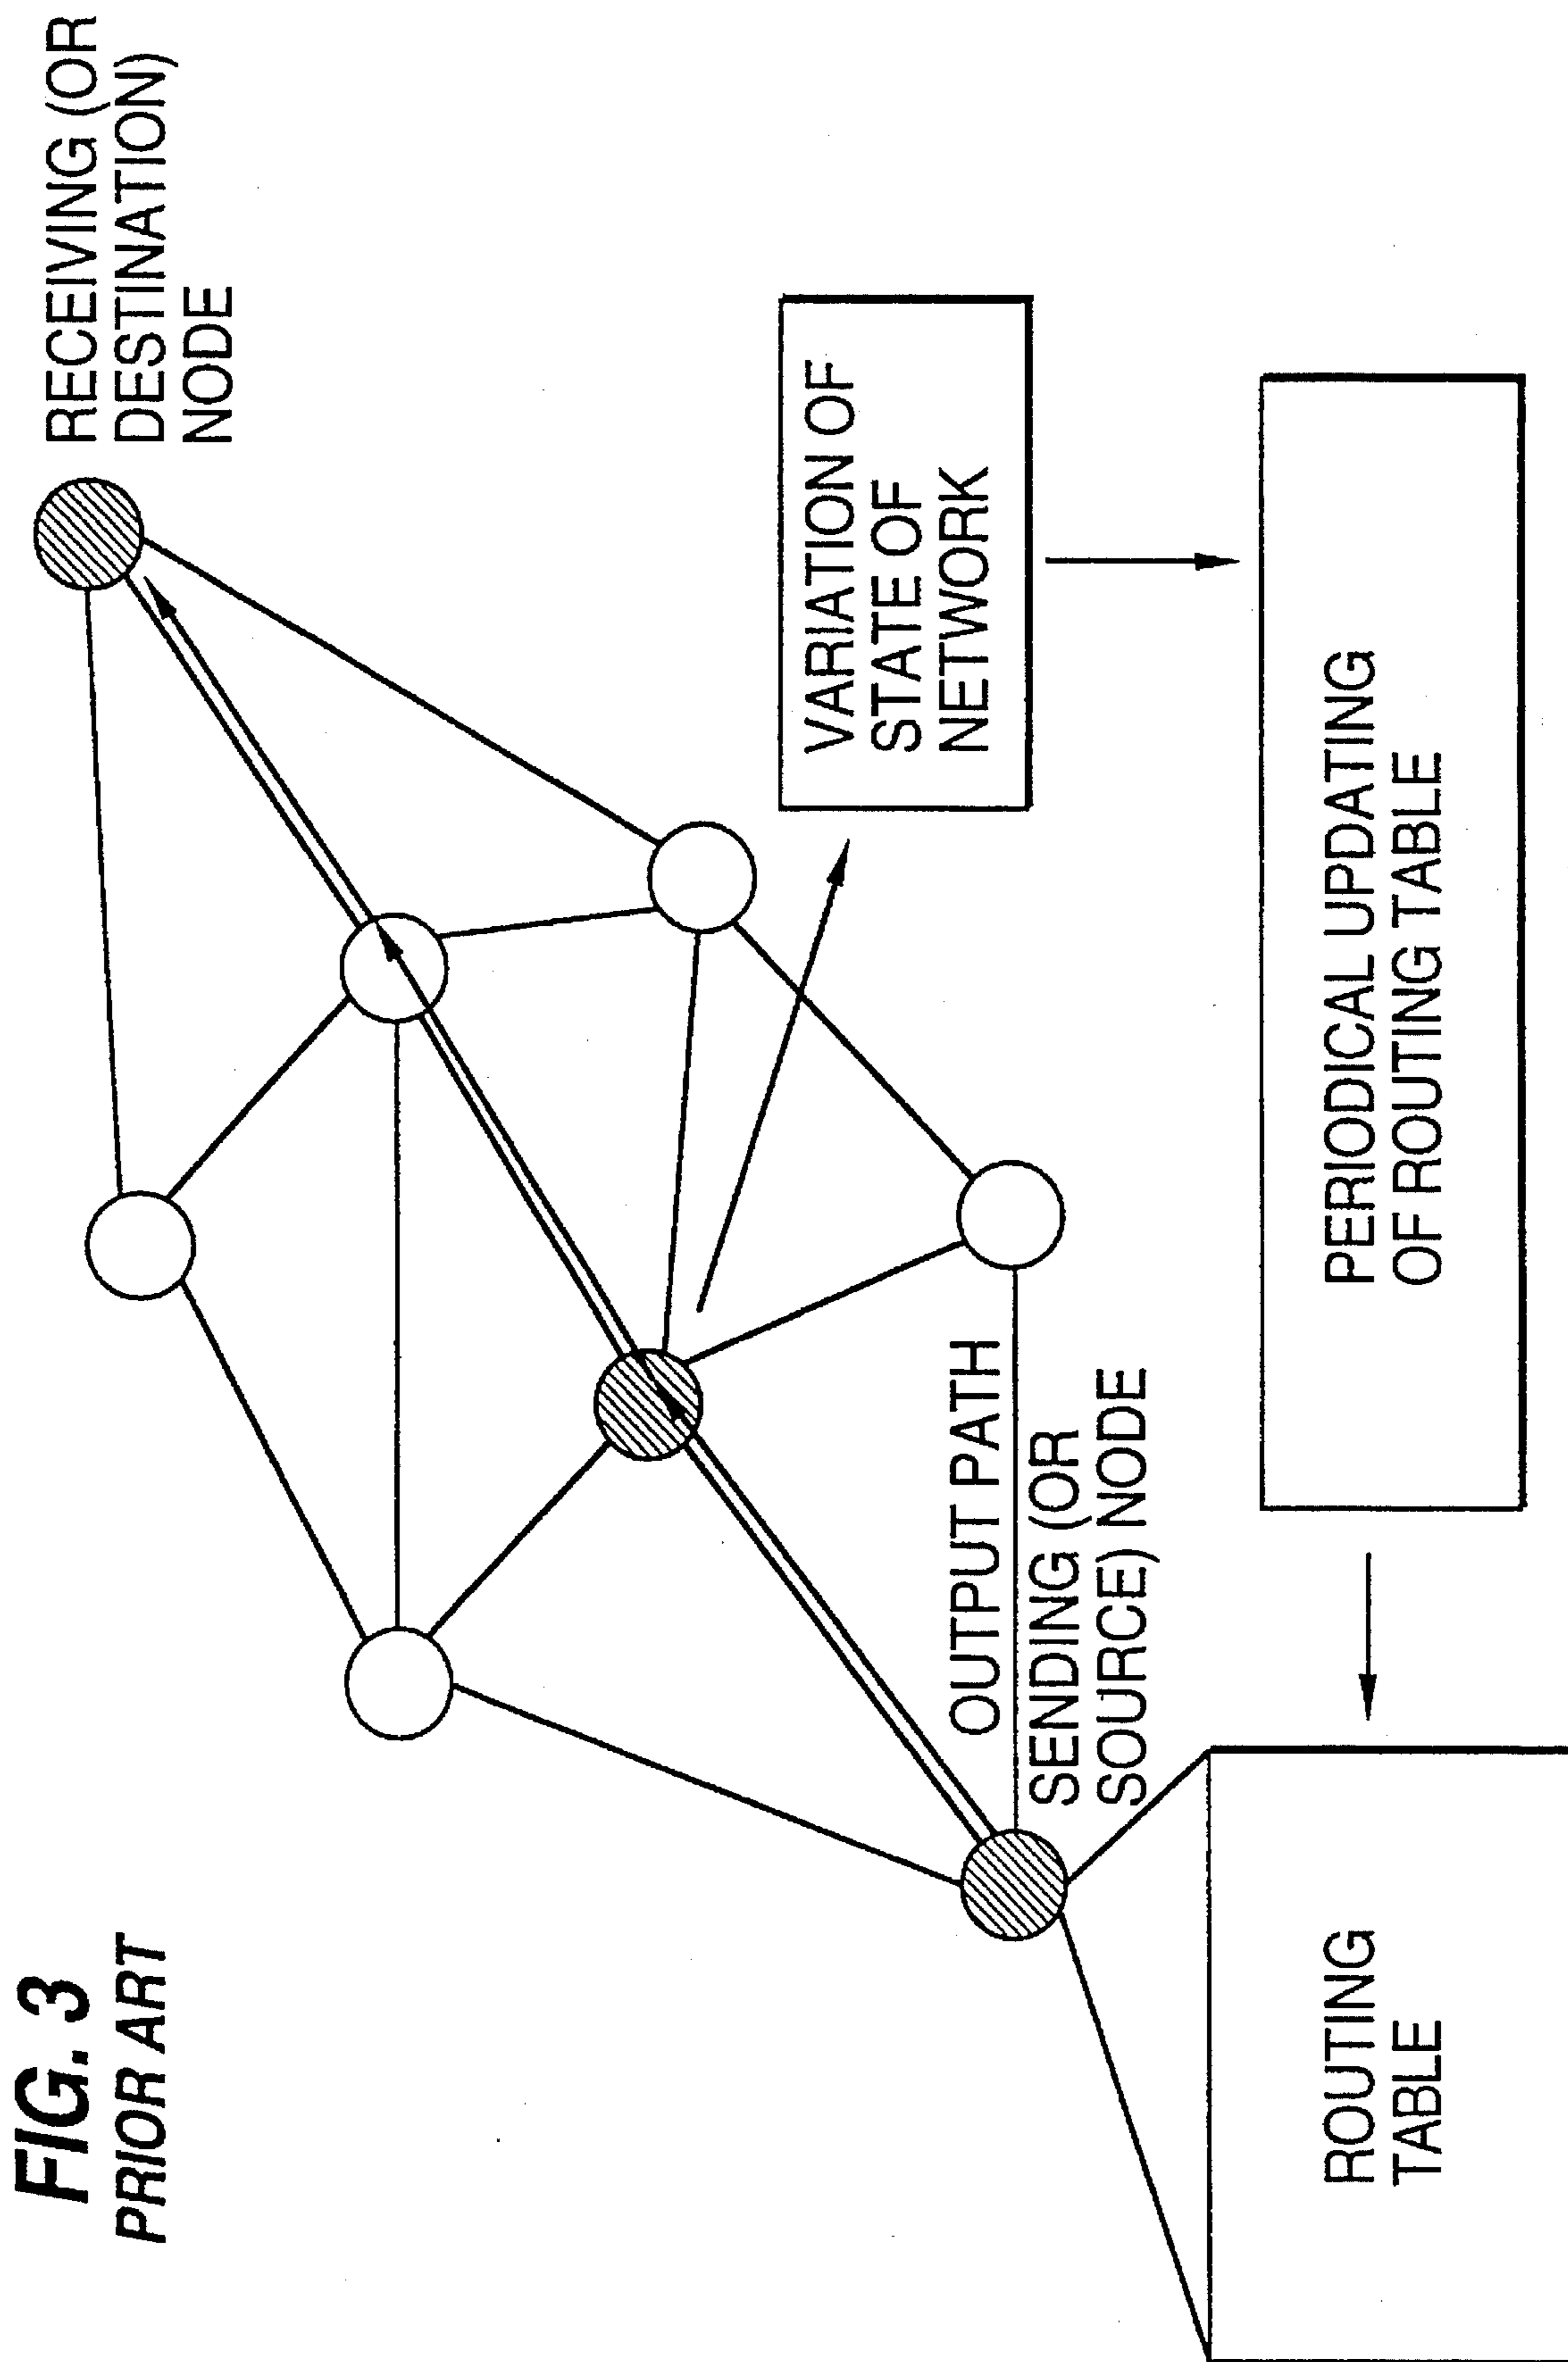 FIG. 3
PRIOR ART
RECEIVING (OR
DESTINATION)
NODE
VARIATION OF
STATE OF
NETWORK
OUTPUT PATH
SENDING (OR
SOURCE) NODE
ROUTING
TABLE
PERIODICAL UPDATING
OF ROUTING TABLE